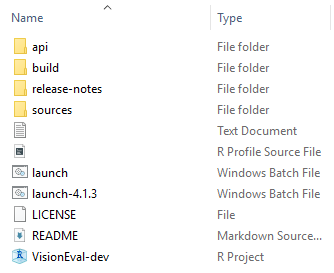 Name Type
api File folder
build File folder
release-notes File folder
sources File folder
Text Document
R Profile Source File
launch Windows Batch File
launch-4.1.3 Windows Batch File
LICENSE File
README Markdown Source...
VisionEval-dev R Project